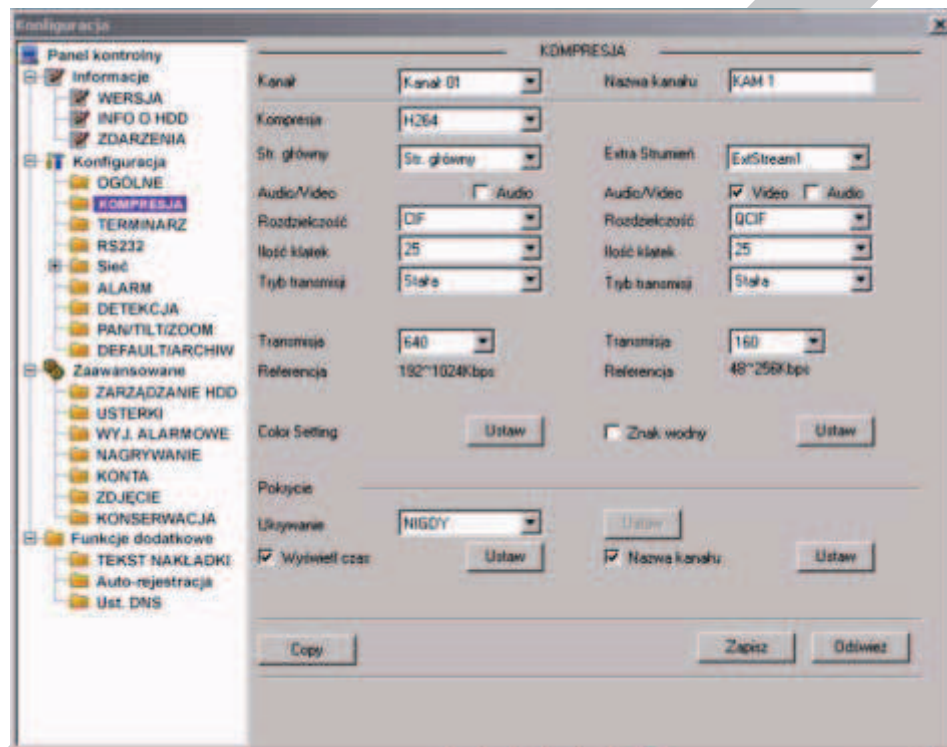 Konfiguracja
Panel kontrolny
Informacje
WERSJA
INFO O HDD
ZDARZENIA
Konfiguracja
OGÓLNE
KOMPRESJA
TERMINARZ
RS232
Sieć
ALARM
DETEKCJA
PAN/TILT/ZOOM
DEFAULT/ARCHIW
Zaawansowane
ZARZĄDZANIE HDD
USTERKI
WYJ. ALARMOWE
NAGRYWANIE
KONTA
ZDJĘCIE
KONSERWACJA
Funkcje dodatkowe
TEKST NAKŁADKI
Auto-rejestracja
Ust. DNS
KOMPRESJA
Kanał Kanał 01 Nazwa kanału KAM 1
Kompresja H264
Str. główny Str. główny Extra Strumień ExtStream1
Audio/Video Audio Audio/Video Video Audio
Rozdzielczość CIF Rozdzielczość QCIF
Ilość klatek 25 Ilość klatek 25
Tryb transmisji Stała Tryb transmisji Stała
Transmisja 640 Transmisja 160
Referencja 192~1024Kbps Referencja 48~256Kbps
Color Setting Ustaw Znak wodny Ustaw
Pokrycie
Ukrywanie NIGDY Ustaw
Wyświetl czas Ustaw Nazwa kanału Ustaw
Copy Zapisz Odśwież